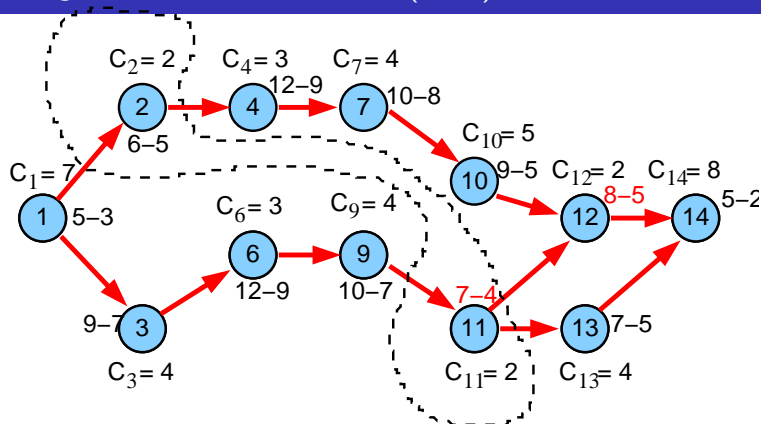 C2= 2
C4= 3
C7= 4
12–9
10–8
2
4
7
6–5
C10= 5
9–5
C1= 7
C6= 3
C9= 4
10
C12= 2
8–5
C14= 8
5–2
1
5–3
12
14
6
9
12–9
10–7
7–4
9–7
3
11
13
7–5
C3= 4
C11= 2
C13= 4